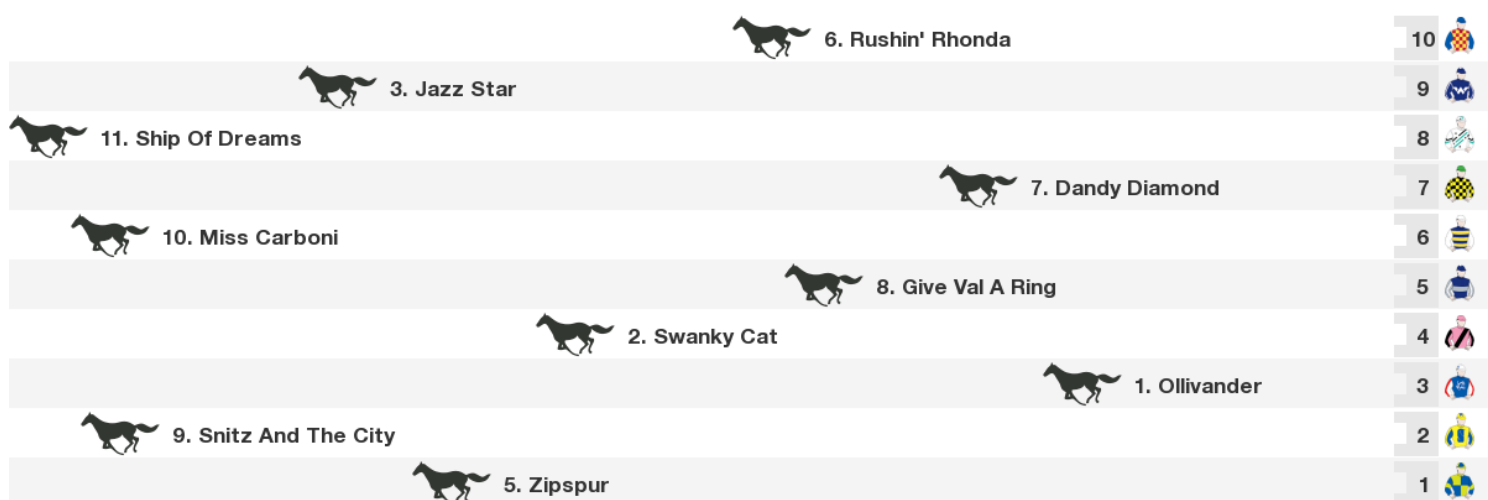 6. Rushin' Rhonda 10
3. Jazz Star 9
11. Ship Of Dreams 8
7. Dandy Diamond 7
10. Miss Carboni 6
8. Give Val A Ring 5
2. Swanky Cat 4
1. Ollivander 3
9. Snitz And The City 2
5. Zipspur 1